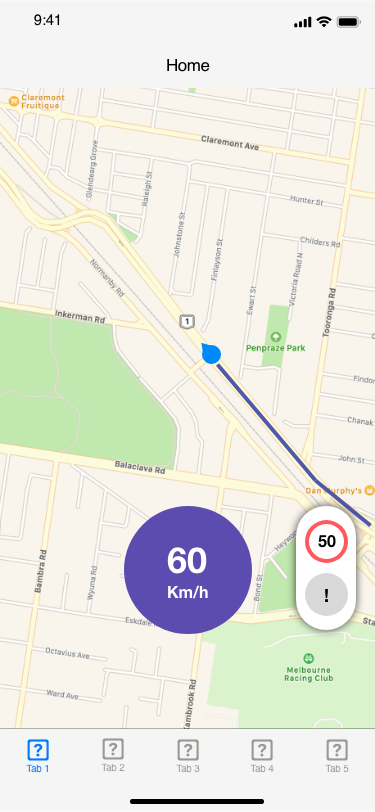 9:41
Home
Claremont
Fruitique
Claremont Ave
Glendearg Grove
Raleigh St
Hunter St
Johnstone St
Childers Rd
Finlayson St
Normanby Rd
Victoria Road N
Ewart St
Tooronga Rd
1
Inkerman Rd
Penpraze Park
Findon
Chanak
John St
Balaclava Rd
Dan Murphy's
50
Heywo
60
Km/h
!
Bambra Rd
Wyuna Rd
Bond St
Eskdale
Sta
Octavius Ave
Melbourne
Racing Club
Ward Ave
Kambrook Rd
?
?
?
?
?
Tab 1
Tab 2
Tab 3
Tab 4
Tab 5